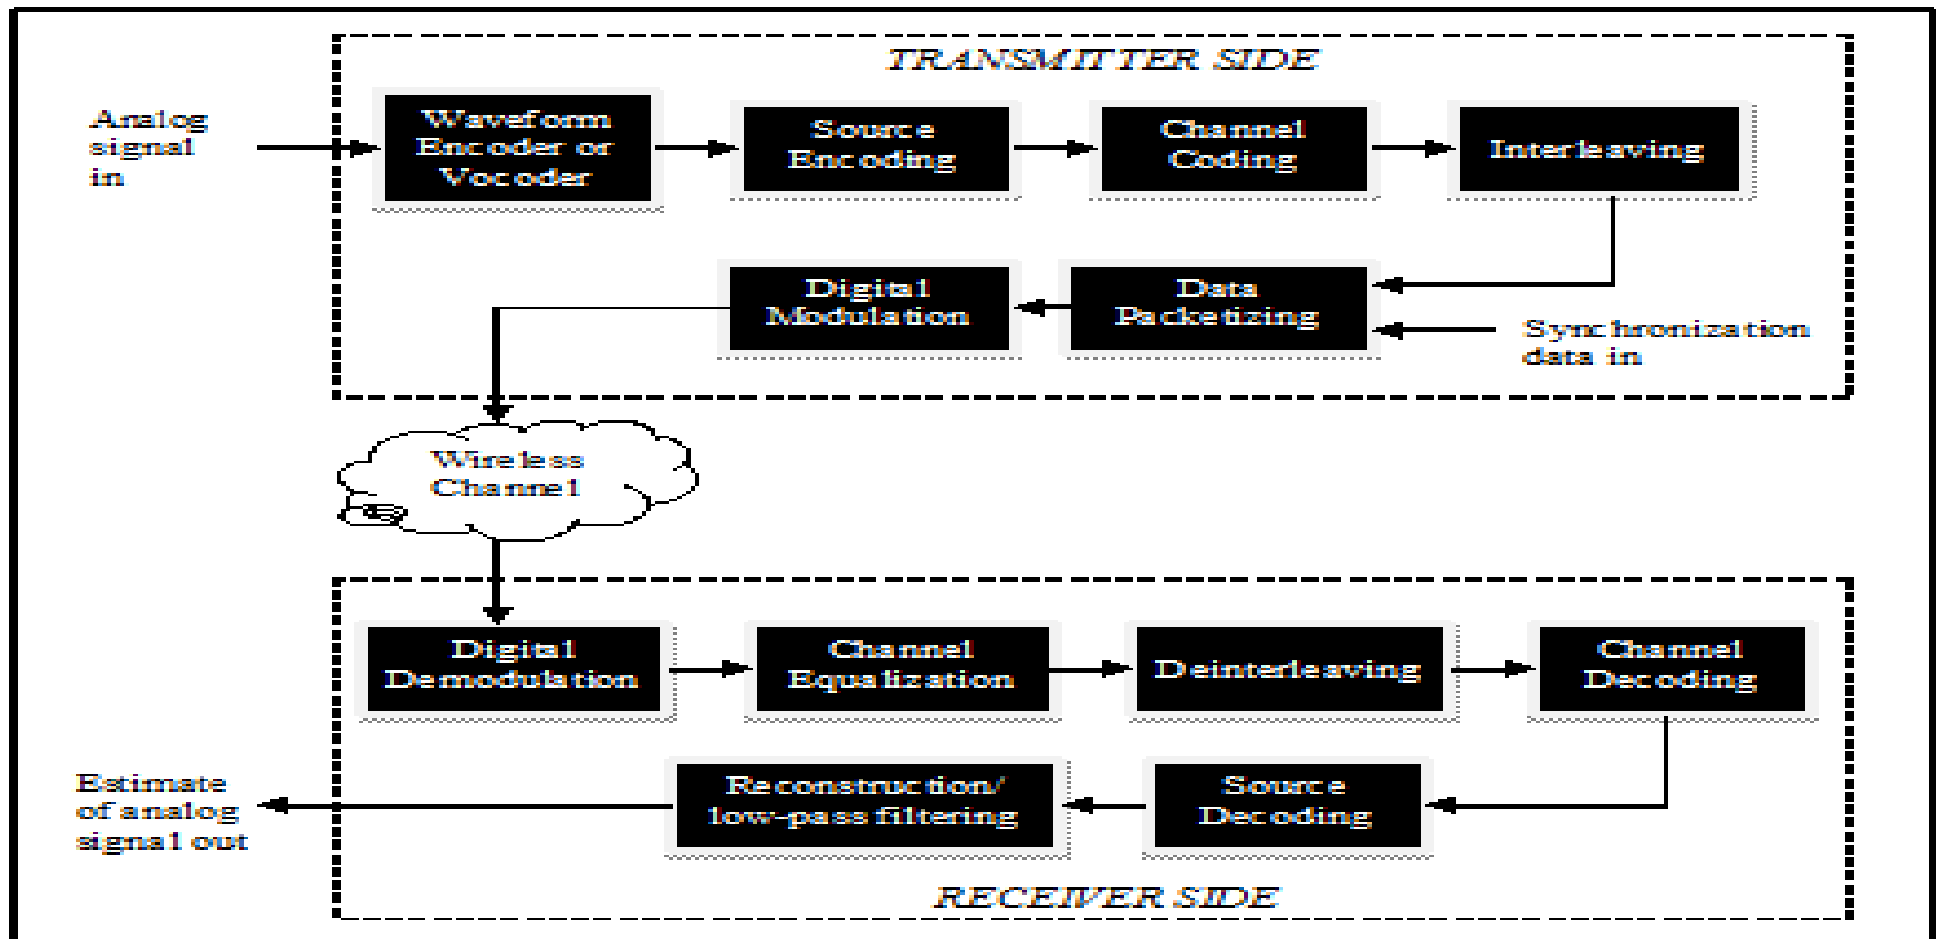 TRANSMITTER SIDE
Analog
signal
in
Waveform
Encoder or
Vocoder
Source
Encoding
Channel
Coding
Interleaving
Digital
Modulation
Data
Packetizing
Synchronization
data in
Wireless
Channel
Digital
Demodulation
Channel
Equalization
Deinterleaving
Channel
Decoding
Estimate
of analog
signal out
Reconstruction/
low-pass filtering
Source
Decoding
RECEIVER SIDE